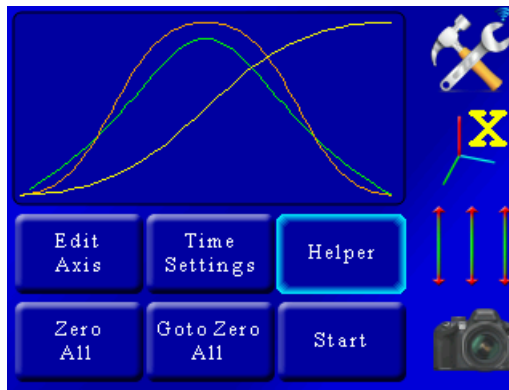 X
Edit
Axis
Time
Settings
Helper
Zero
All
Goto Zero
All
Start